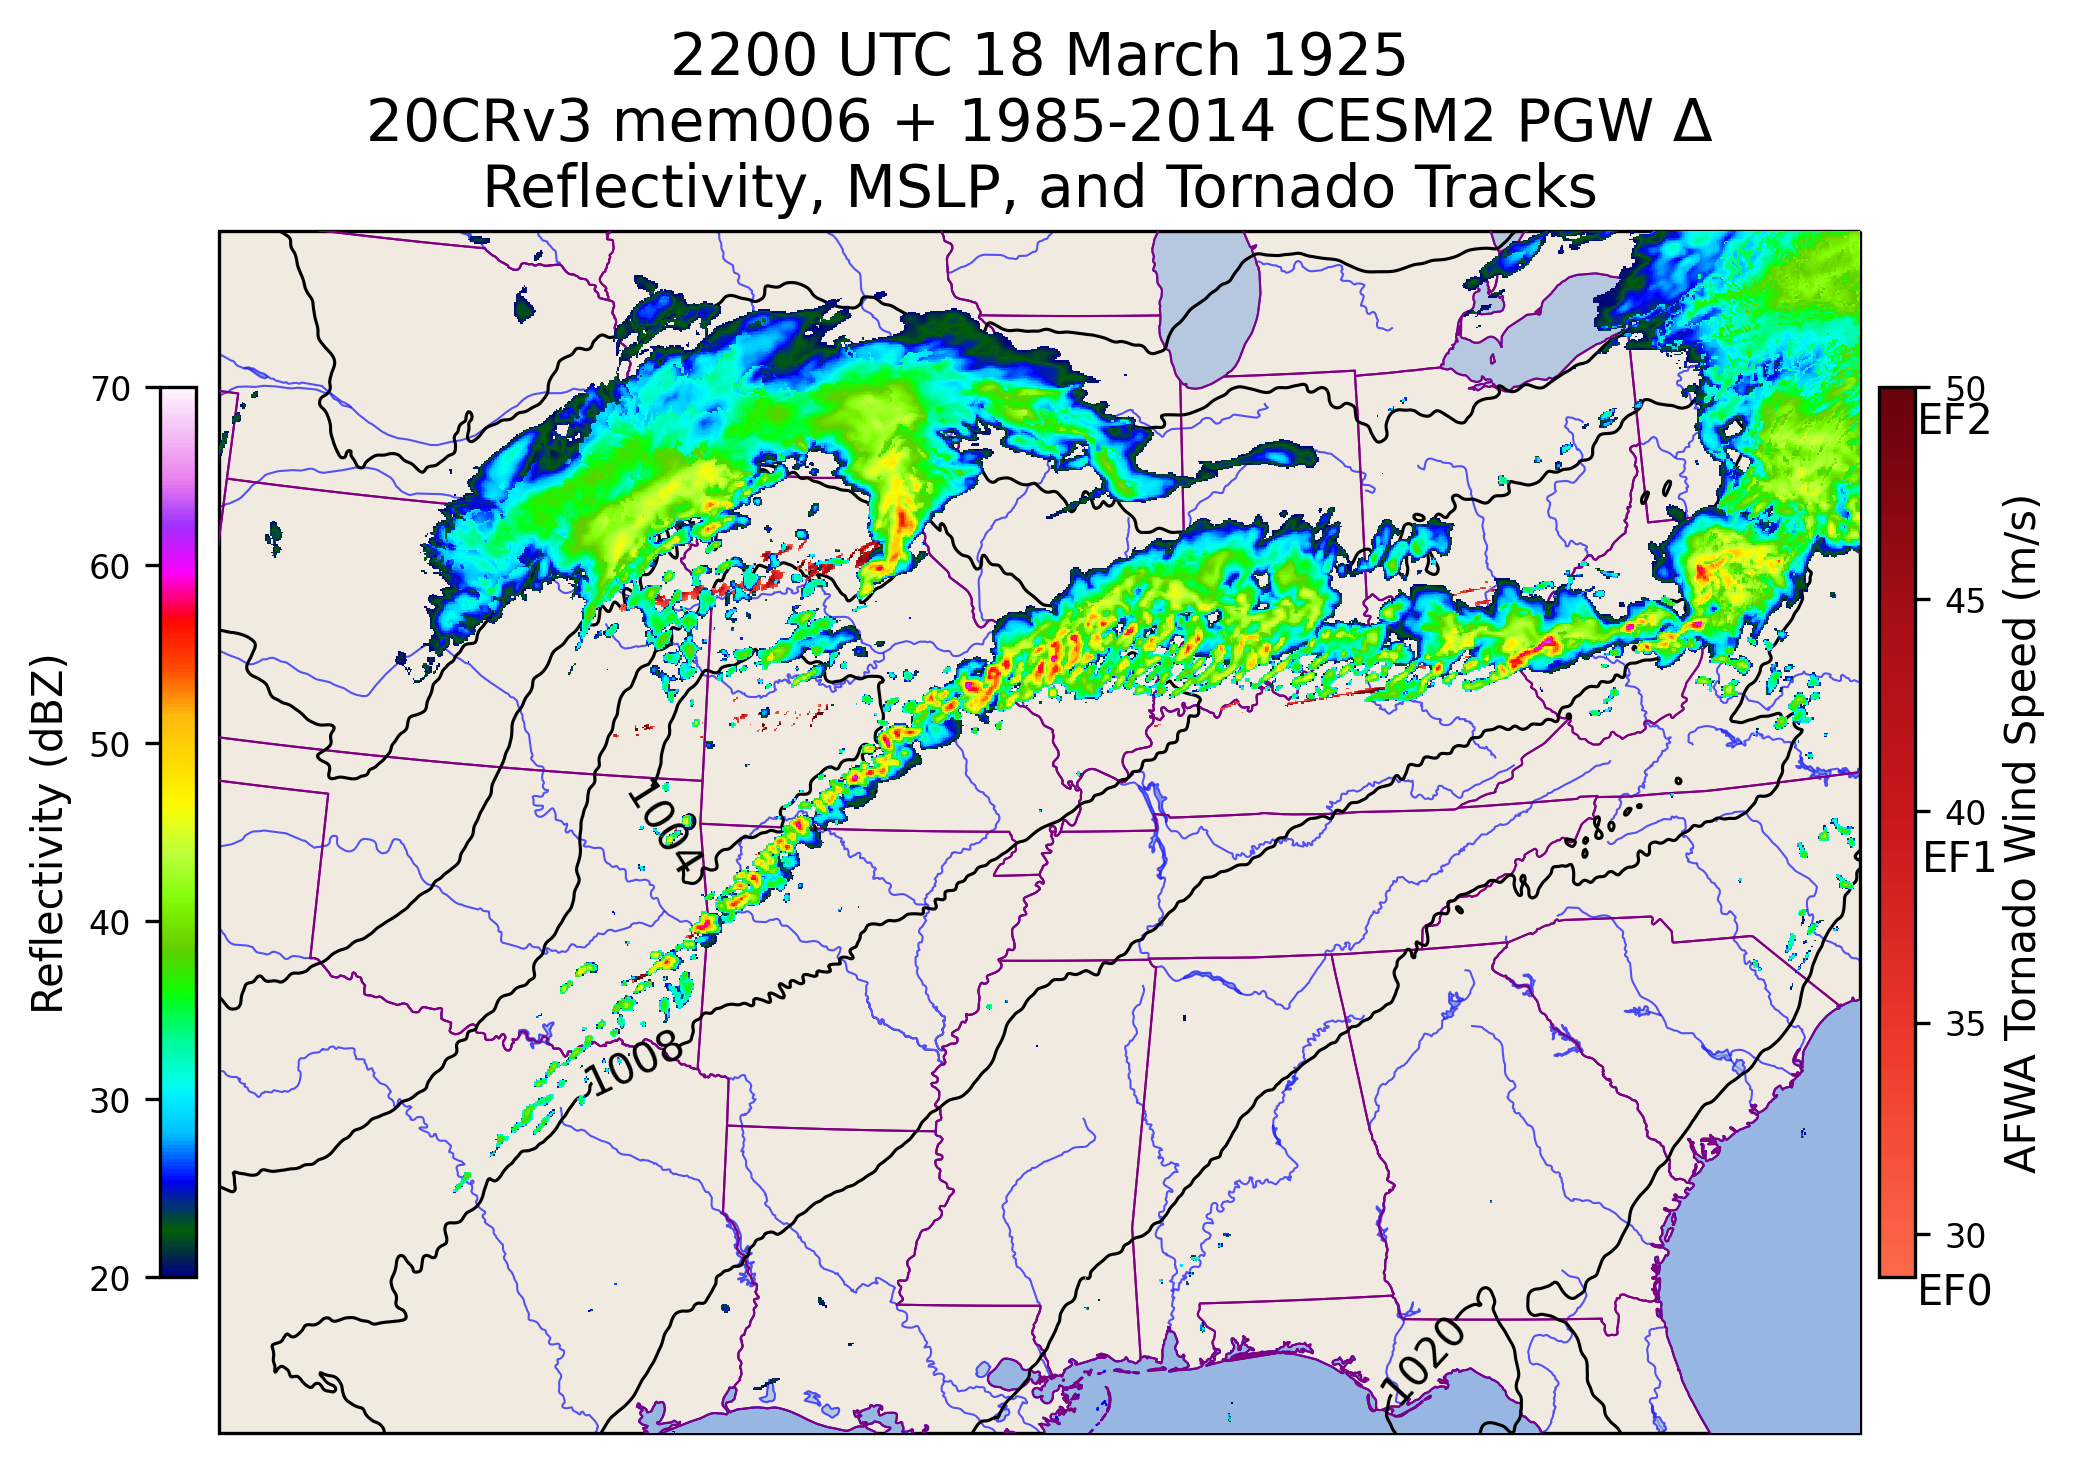 2200 UTC 18 March 1925
20CRv3 mem006 + 1985-2014 CESM2 PGW Δ
Reflectivity, MSLP, and Tornado Tracks
70
60
50
40
30
20
Reflectivity (dBZ)
1004
1008
1020
50
EF2
45
40
EF1
35
30
EF0
AFWA Tornado Wind Speed (m/s)